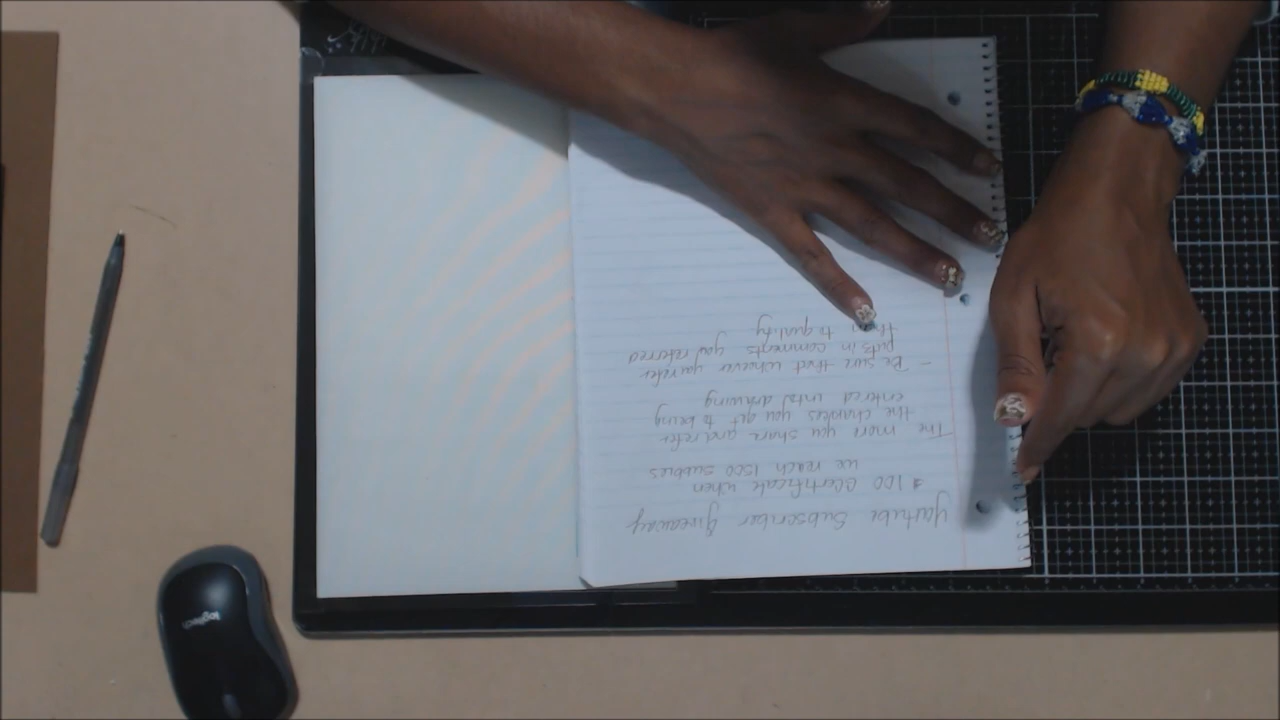 Youtube Subscriber giveaway
$100 certificate when
we reach 1500 subbies
The more you share and refer
the chances you get to being
entered into drawing
- Be sure that whoever you refer
puts in comments you referred
them to qualify
logitech